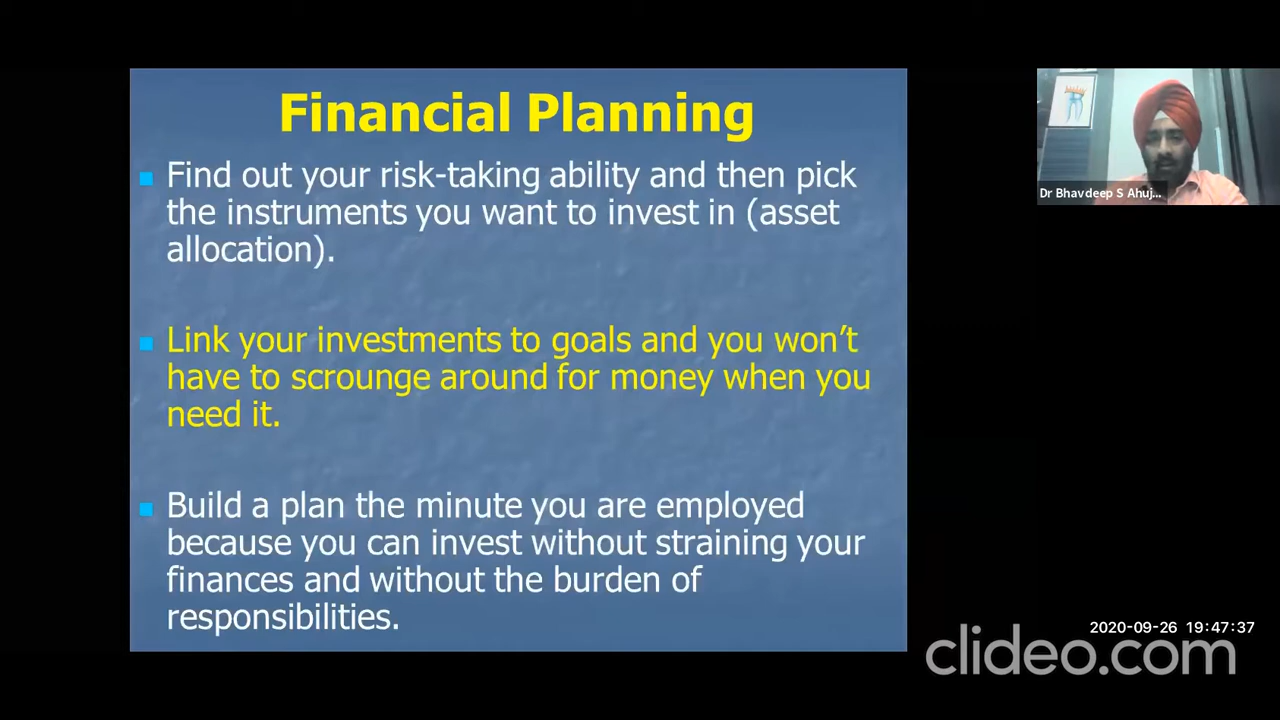 Financial Planning
Find out your risk-taking ability and then pick
the instruments you want to invest in (asset
allocation).
Link your investments to goals and you won’t
have to scrounge around for money when you
need it.
Build a plan the minute you are employed
because you can invest without straining your
finances and without the burden of
responsibilities.
Dr Bhavdeep S Ahuj...
2020-09-26 19:47:37
clideo.com